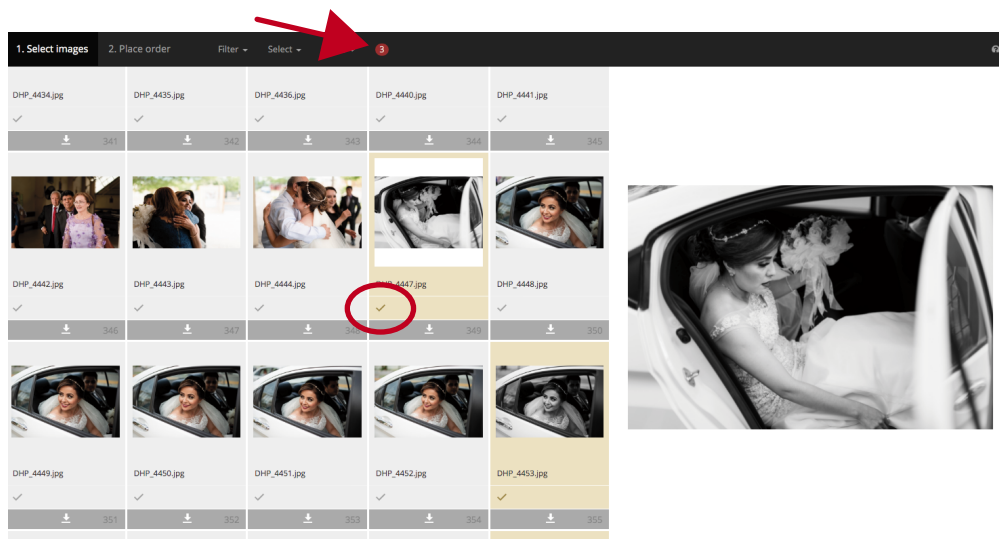 1. Select images 2. Place order Filter Select 3
DHP_4434.jpg DHP_4435.jpg DHP_4436.jpg DHP_4440.jpg DHP_4441.jpg
341 342 343 344 345
DHP_4442.jpg DHP_4443.jpg DHP_4444.jpg DHP_4447.jpg DHP_4448.jpg
346 347 348 349 350
DHP_4449.jpg DHP_4450.jpg DHP_4451.jpg DHP_4452.jpg DHP_4453.jpg
351 352 353 354 355